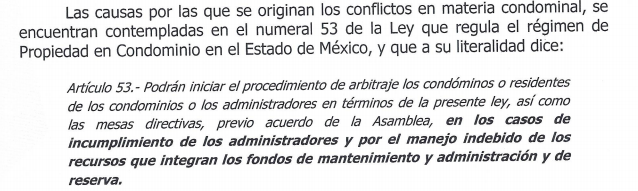 Las causas por las que se originan los conflictos en materia condominal, se
encuentran contempladas en el numeral 53 de la Ley que regula el régimen de
Propiedad en Condominio en el Estado de México, y que a su literalidad dice:
Artículo 53.- Podrán iniciar el procedimiento de arbitraje los condóminos o residentes
de los condominios o los administradores en términos de la presente ley, así como
las mesas directivas, previo acuerdo de la Asamblea, en los casos de
incumplimiento de los administradores y por el manejo indebido de los
recursos que integran los fondos de mantenimiento y administración y de
reserva.